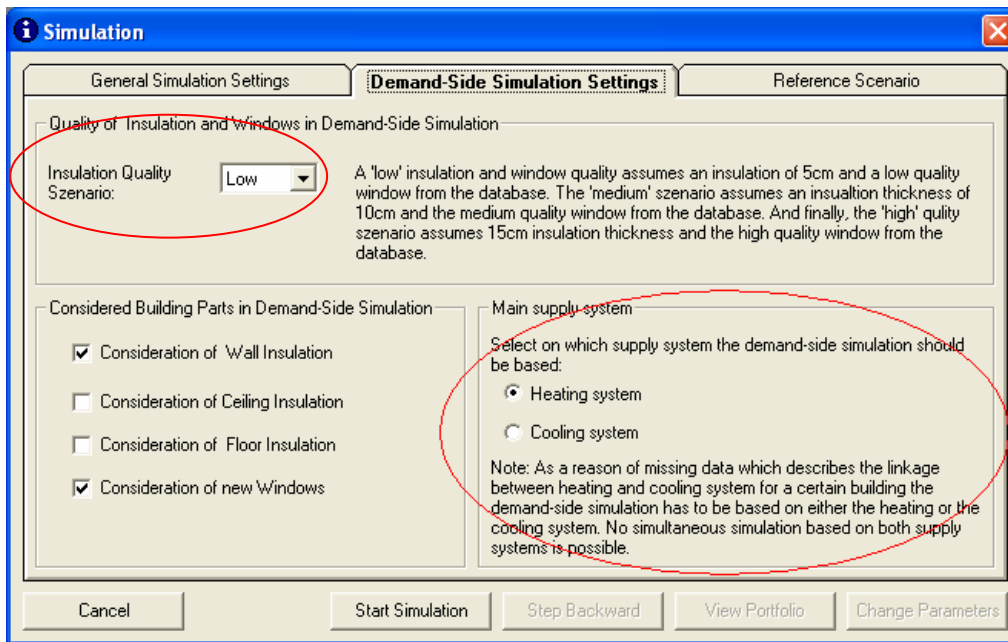 Simulation
General Simulation Settings
Demand-Side Simulation Settings
Reference Scenario
Quality of Insulation and Windows in Demand-Side Simulation
Insulation Quality
Szenario:
Low
A 'low' insulation and window quality assumes an insulation of 5cm and a low quality
window from the database. The 'medium' szenario assumes an insualtion thickness of
10cm and the medium quality window from the database. And finally, the 'high' qulity
szenario assumes 15cm insulation thickness and the high quality window from the
database.
Considered Building Parts in Demand-Side Simulation
Consideration of Wall Insulation
Consideration of Ceiling Insulation
Consideration of Floor Insulation
Consideration of new Windows
Main supply system
Select on which supply system the demand-side simulation should
be based:
Heating system
Cooling system
Note: As a reason of missing data which describes the linkage
between heating and cooling system for a certain building the
demand-side simulation has to be based on either the heating or the
cooling system. No simultaneous simulation based on both supply
systems is possible.
Cancel
Start Simulation
Step Backward
View Portfolio
Change Parameters